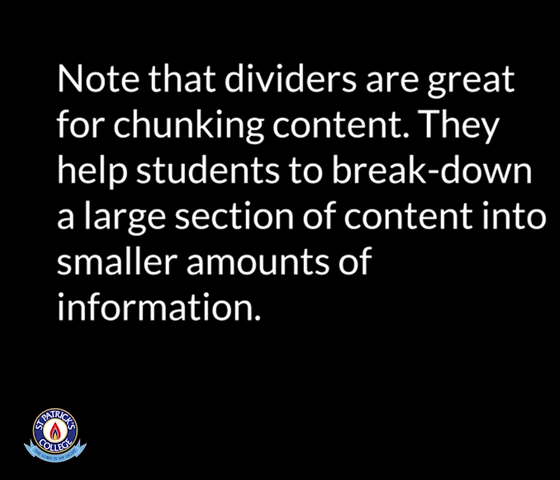 Note that dividers are great
for chunking content. They
help students to break-down
a large section of content into
smaller amounts of
information.
ST PATRICK'S
COLLEGE